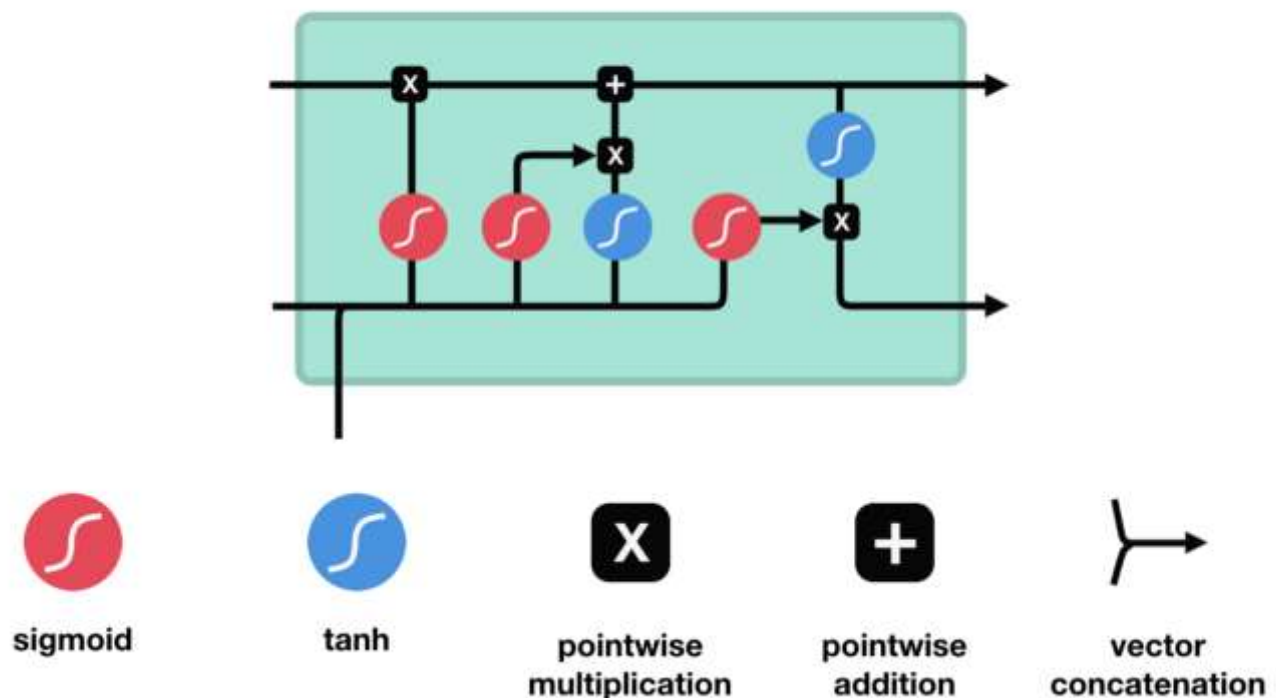 X
+
X
X
X
+
sigmoid
tanh
pointwise
multiplication
pointwise
addition
vector
concatenation